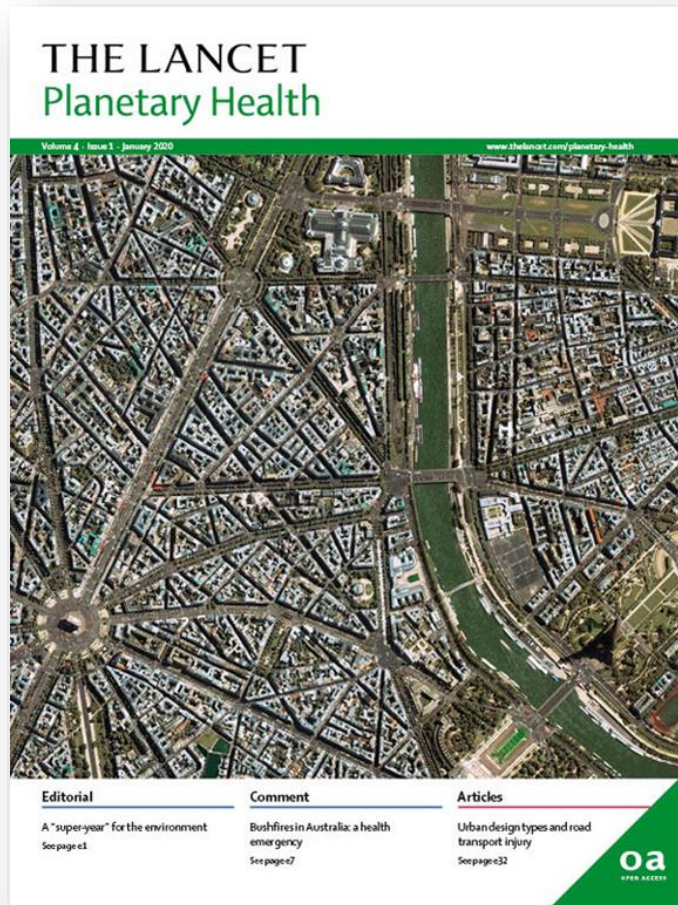 THE LANCET
Planetary Health
Volume 4 · Issue 1 · January 2020
www.thelancet.com/planetary-health
Editorial
A "super-year" for the environment
See page e1
Comment
Bushfires in Australia: a health
emergency
See page e7
Articles
Urban design types and road
transport injury
See page e32
oa
OPEN ACCESS